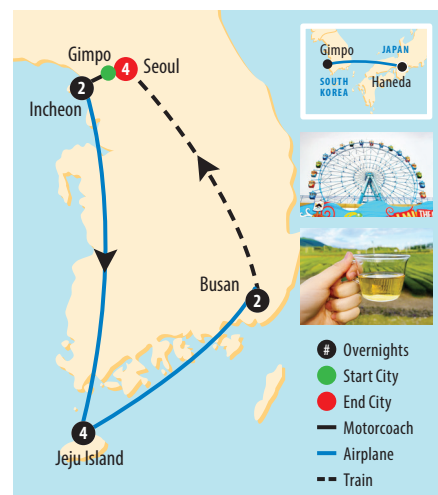 Gimpo
4
Seoul
2
Incheon
Busan
2
4
Jeju Island
Gimpo
JAPAN
SOUTH
KOREA
Haneda
# Overnights
Start City
End City
Motorcoach
Airplane
Train